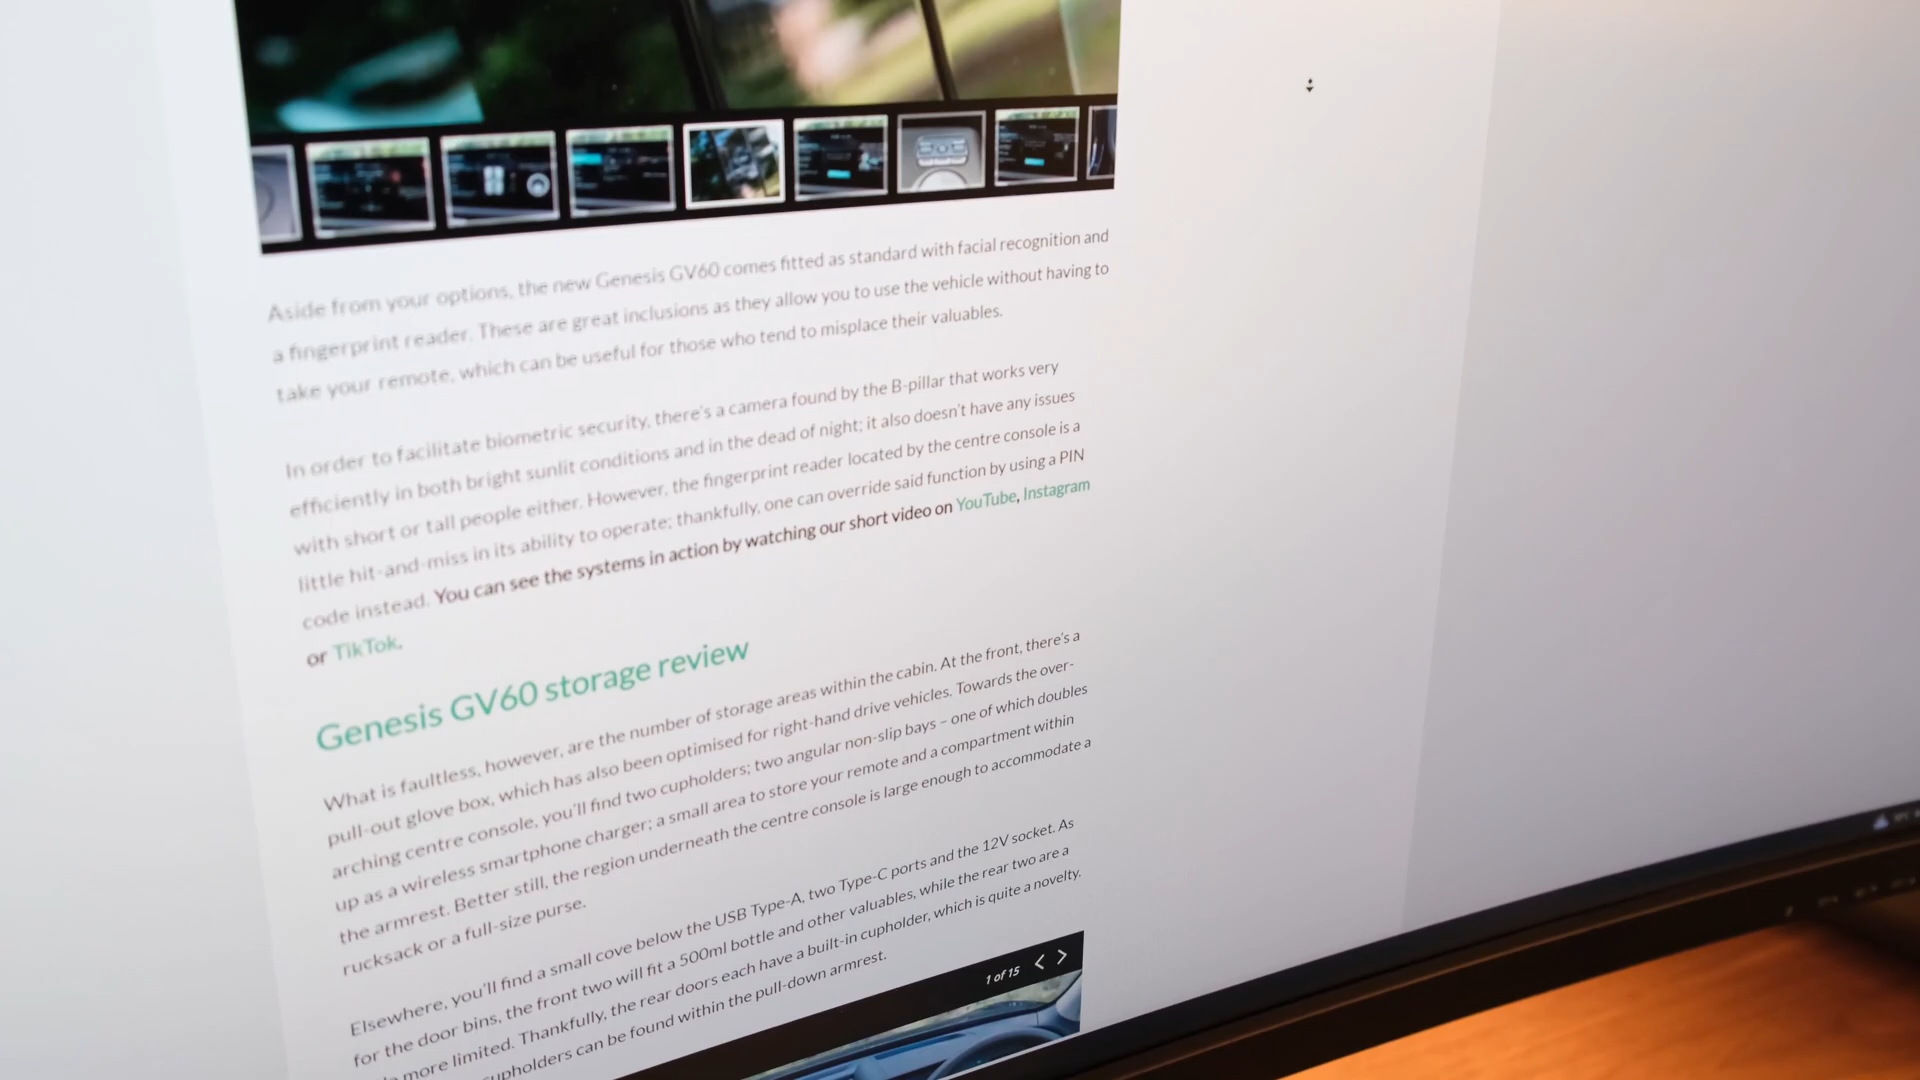 Aside from your options, the new Genesis GV60 comes fitted as standard with facial recognition and
a fingerprint reader. These are great inclusions as they allow you to use the vehicle without having to
take your remote, which can be useful for those who tend to misplace their valuables.
In order to facilitate biometric security, there's a camera found by the B-pillar that works very
efficiently in both bright sunlit conditions and in the dead of night; it also doesn't have any issues
with short or tall people either. However, the fingerprint reader located by the centre console is a
little hit-and-miss in its ability to operate; thankfully, one can override said function by using a PIN
code instead. You can see the systems in action by watching our short video on YouTube, Instagram
or TikTok.
Genesis GV60 storage review
What is faultless, however, are the number of storage areas within the cabin. At the front, there's a
pull-out glove box, which has also been optimised for right-hand drive vehicles. Towards the over-
arching centre console, you'll find two cupholders; two angular non-slip bays – one of which doubles
up as a wireless smartphone charger; a small area to store your remote and a compartment within
the armrest. Better still, the region underneath the centre console is large enough to accommodate a
rucksack or a full-size purse.
Elsewhere, you'll find a small cove below the USB Type-A, two Type-C ports and the 12V socket. As
for the door bins, the front two will fit a 500ml bottle and other valuables, while the rear two are a
more limited. Thankfully, the rear doors each have a built-in cupholder, which is quite a novelty.
cupholders can be found within the pull-down armrest.
1 of 15